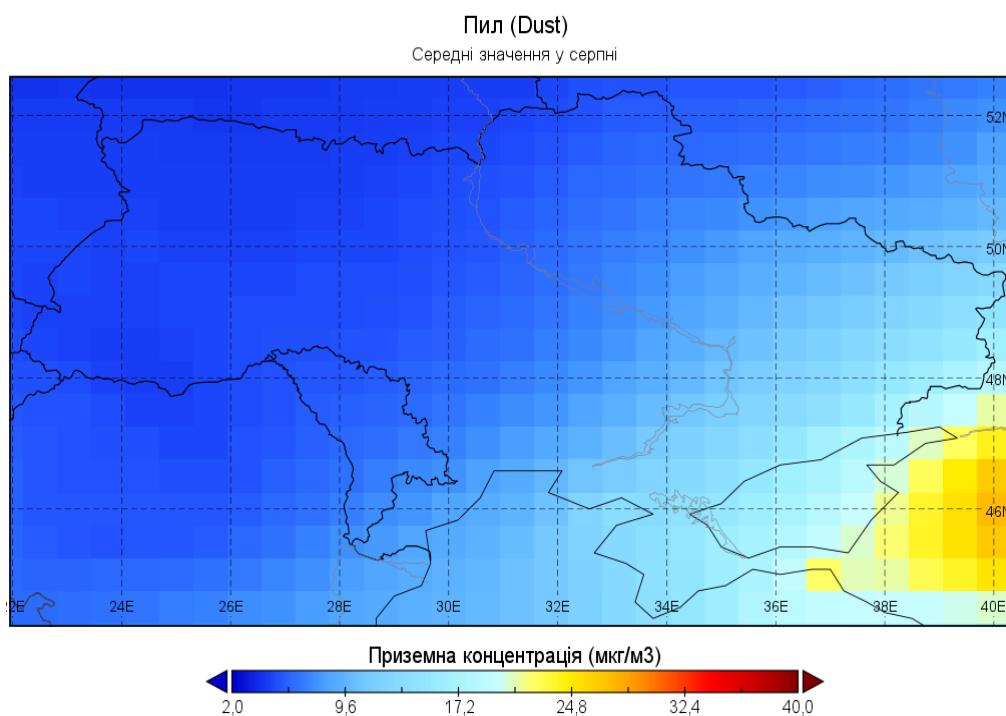 Пил (Dust)
Середні значення у серпні
52N
50N
48N
46N
22E 24E 26E 28E 30E 32E 34E 36E 38E 40E
Приземна концентрація (мкг/м3)
2,0 9,6 17,2 24,8 32,4 40,0